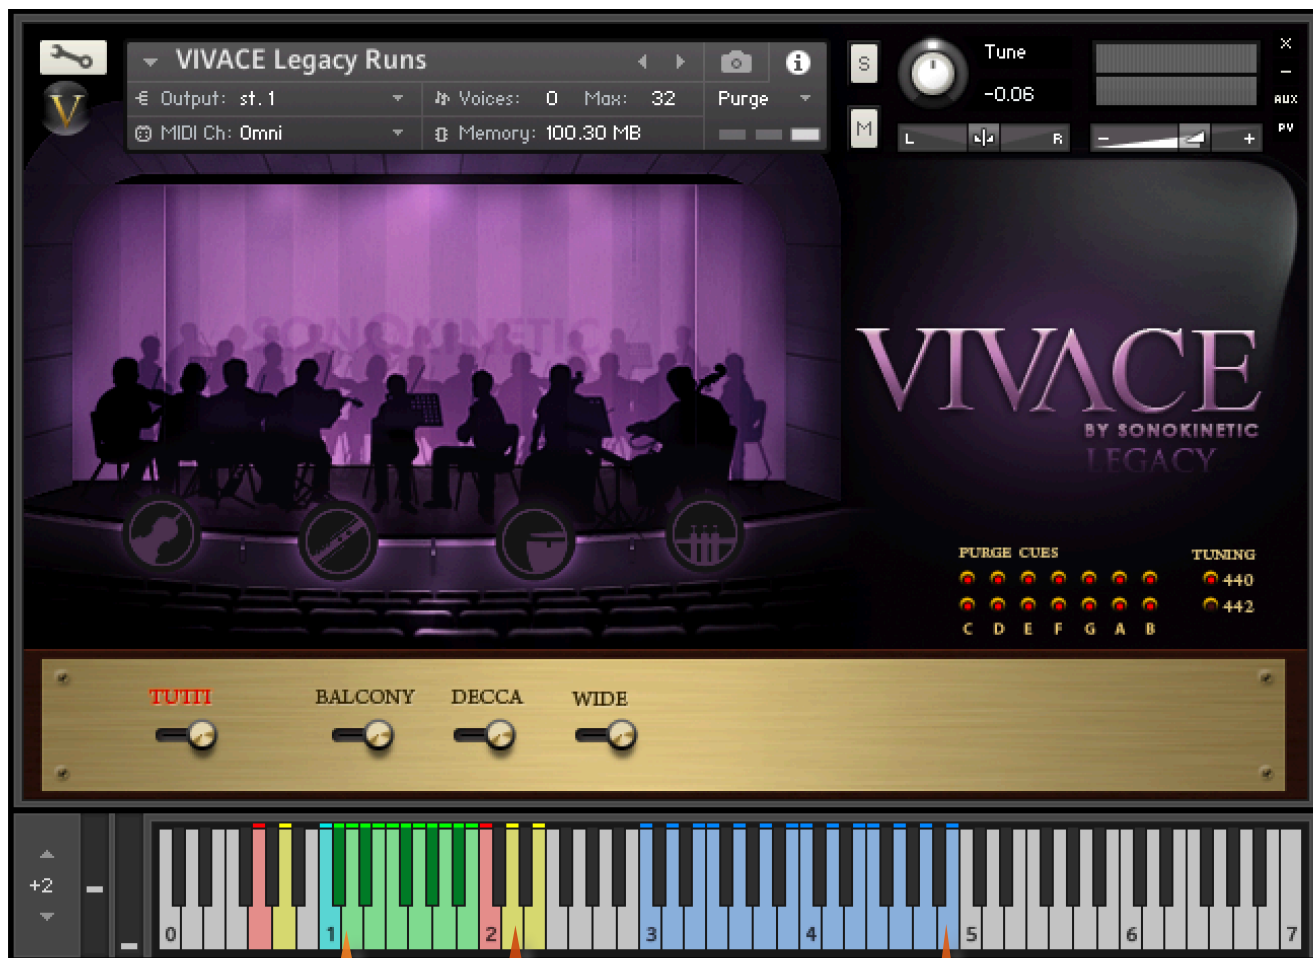 VIVACE Legacy Runs
Output: st.1
Voices: 0 Max: 32
Purge
MIDI Ch: Omni
Memory: 100.30 MB
S
M
Tune
-0.06
L R
- +
X
-
AUX
PV
V
SONOKINETIC
VIVACE
BY SONOKINETIC
LEGACY
PURGE CUES
TUNING
440
442
C D E F G A B
TUTTI
BALCONY
DECCA
WIDE
+2
0 1 2 3 4 5 6 7